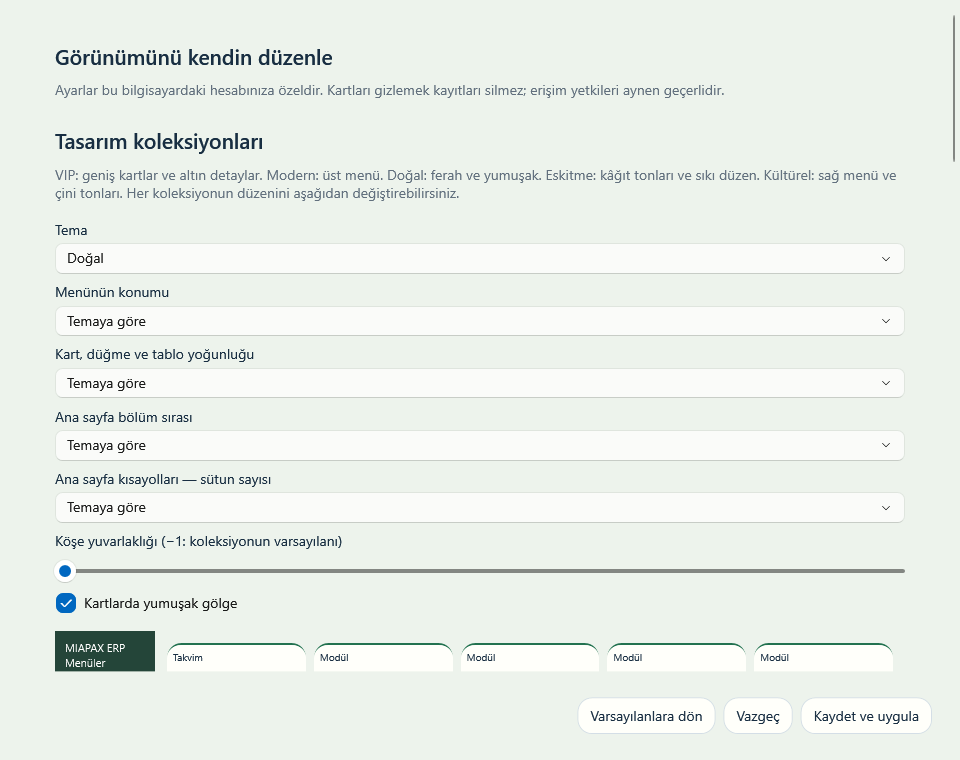 Görünümünü kendin düzenle
Ayarlar bu bilgisayardaki hesabınıza özeldir. Kartları gizlemek kayıtları silmez; erişim yetkileri aynen geçerlidir.
Tasarım koleksiyonları
VIP: geniş kartlar ve altın detaylar. Modern: üst menü. Doğal: ferah ve yumuşak. Eskitme: kâğıt tonları ve sıkı düzen. Kültürel: sağ menü ve
çini tonları. Her koleksiyonun düzenini aşağıdan değiştirebilirsiniz.
Tema
Doğal
Menünün konumu
Temaya göre
Kart, düğme ve tablo yoğunluğu
Temaya göre
Ana sayfa bölüm sırası
Temaya göre
Ana sayfa kısayolları — sütun sayısı
Temaya göre
Köşe yuvarlaklığı (−1: koleksiyonun varsayılanı)
Kartlarda yumuşak gölge
MIAPAX ERP
Menüler
Takvim
Modül
Modül
Modül
Modül
Varsayılanlara dön
Vazgeç
Kaydet ve uygula